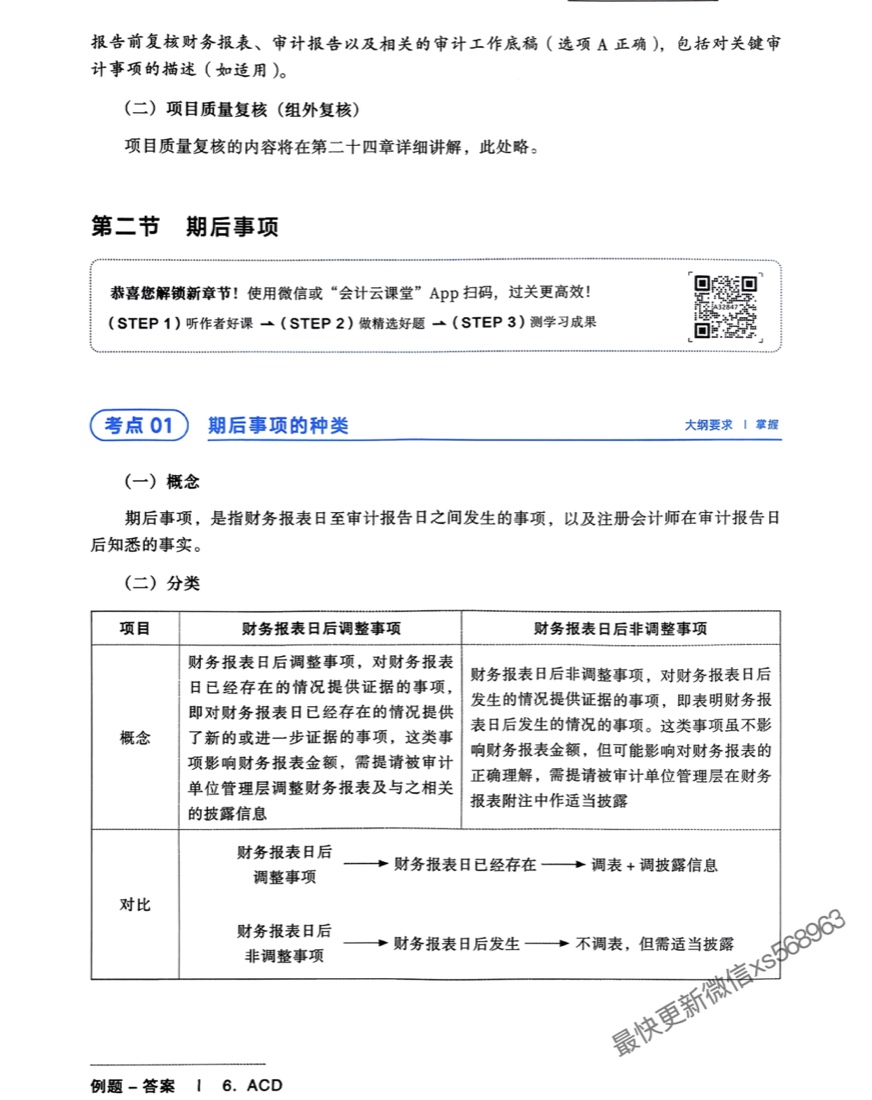 报告前复核财务报表、审计报告以及相关的审计工作底稿（选项 A 正确），包括对关键审
计事项的描述（如适用）。
（二）项目质量复核（组外复核）
项目质量复核的内容将在第二十四章详细讲解，此处略。
第二节 期后事项
恭喜您解锁新章节！使用微信或“会计云课堂”App 扫码，过关更高效！
（STEP 1）听作者好课 ⇀（STEP 2）做精选好题 ⇀（STEP 3）测学习成果
A32847
考点 01 期后事项的种类 大纲要求 | 掌握
（一）概念
期后事项，是指财务报表日至审计报告日之间发生的事项，以及注册会计师在审计报告日
后知悉的事实。
（二）分类
项目 财务报表日后调整事项 财务报表日后非调整事项
概念
财务报表日后调整事项，对财务报表
日已经存在的情况提供证据的事项，
即对财务报表日已经存在的情况提供
了新的或进一步证据的事项，这类事
项影响财务报表金额，需提请被审计
单位管理层调整财务报表及与之相关
的披露信息
财务报表日后非调整事项，对财务报表日后
发生的情况提供证据的事项，即表明财务报
表日后发生的情况的事项。这类事项虽不影
响财务报表金额，但可能影响对财务报表的
正确理解，需提请被审计单位管理层在财务
报表附注中作适当披露
对比
财务报表日后
调整事项 → 财务报表日已经存在 → 调表 + 调披露信息
财务报表日后
非调整事项 → 财务报表日后发生 → 不调表，但需适当披露
最快更新微信xs568963
例题 – 答案 | 6. ACD